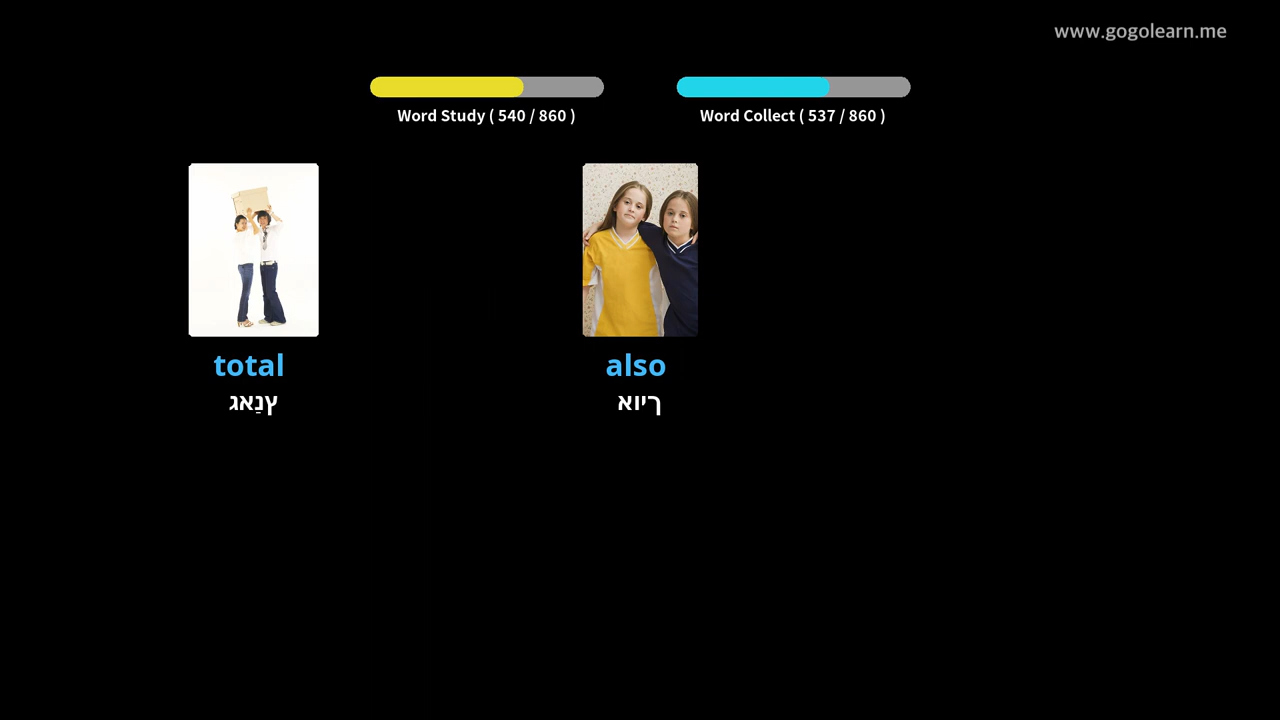 www.gogolearn.me
Word Study ( 540 / 860 )
Word Collect ( 537 / 860 )
total
ץנַאג
also
ךיוא